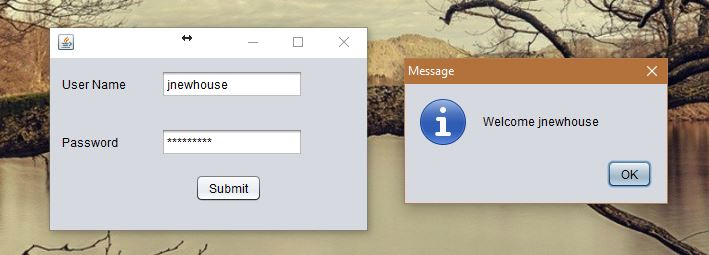 User Name
jnewhouse
Password
*********
Submit
Message
Welcome jnewhouse
OK